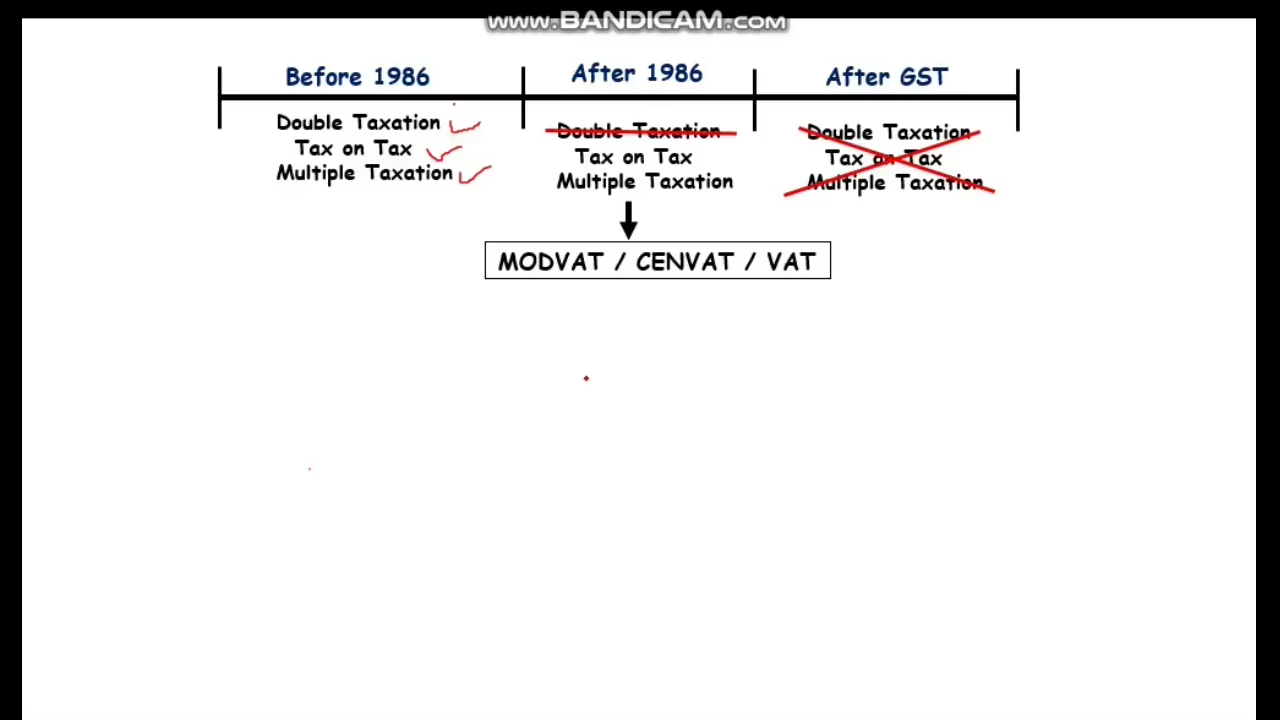 www.BANDICAM.com
Before 1986
After 1986
After GST
Double Taxation
Tax on Tax
Multiple Taxation
Double Taxation
Tax on Tax
Multiple Taxation
Double Taxation
Tax on Tax
Multiple Taxation
MODVAT / CENVAT / VAT